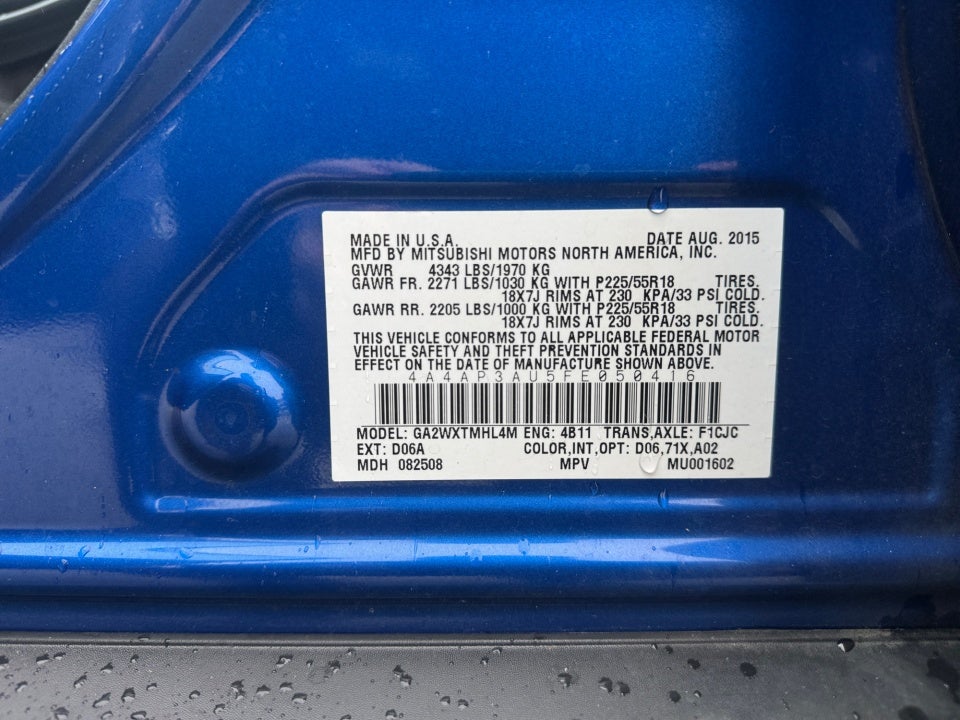 MADE IN U.S.A. DATE AUG. 2015
MFD BY MITSUBISHI MOTORS NORTH AMERICA, INC.
GVWR 4343 LBS/1970 KG
GAWR FR. 2271 LBS/1030 KG WITH P225/55R18 TIRES.
18X7J RIMS AT 230 KPA/33 PSI COLD.
GAWR RR. 2205 LBS/1000 KG WITH P225/55R18 TIRES.
18X7J RIMS AT 230 KPA/33 PSI COLD.
THIS VEHICLE CONFORMS TO ALL APPLICABLE FEDERAL MOTOR
VEHICLE SAFETY AND THEFT PREVENTION STANDARDS IN
EFFECT ON THE DATE OF MANUFACTURE SHOWN ABOVE.
4A4AP3AU5FE050416
MODEL: GA2WXTMHL4M ENG: 4B11 TRANS,AXLE: F1CJC
EXT: D06A COLOR,INT,OPT: D06,71X,A02
MDH 082508 MPV MU001602